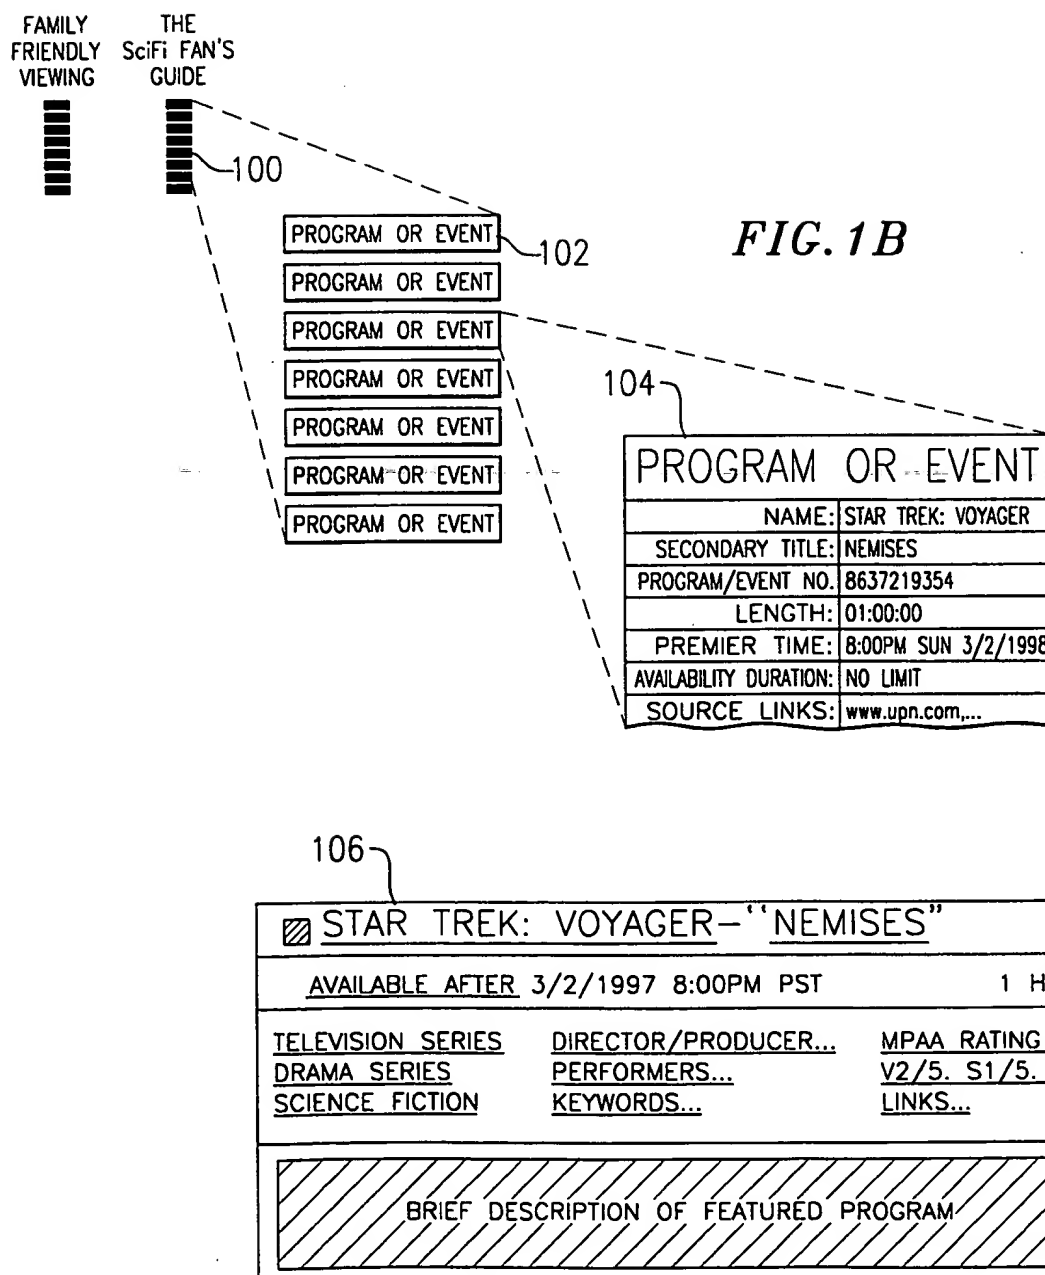 FAMILY FRIENDLY VIEWING
THE SciFi FAN'S GUIDE
100
PROGRAM OR EVENT
102
FIG. 1B
PROGRAM OR EVENT
PROGRAM OR EVENT
PROGRAM OR EVENT
PROGRAM OR EVENT
PROGRAM OR EVENT
PROGRAM OR EVENT
104
PROGRAM OR EVENT
NAME: STAR TREK: VOYAGER
SECONDARY TITLE: NEMISES
PROGRAM/EVENT NO. 8637219354
LENGTH: 01:00:00
PREMIER TIME: 8:00PM SUN 3/2/1998
AVAILABILITY DURATION: NO LIMIT
SOURCE LINKS: www.upn.com,...
106
STAR TREK: VOYAGER-"NEMISES"
AVAILABLE AFTER 3/2/1997 8:00PM PST 1 H
TELEVISION SERIES DIRECTOR/PRODUCER... MPAA RATING
DRAMA SERIES PERFORMERS... V2/5. S1/5.
SCIENCE FICTION KEYWORDS... LINKS...
BRIEF DESCRIPTION OF FEATURED PROGRAM